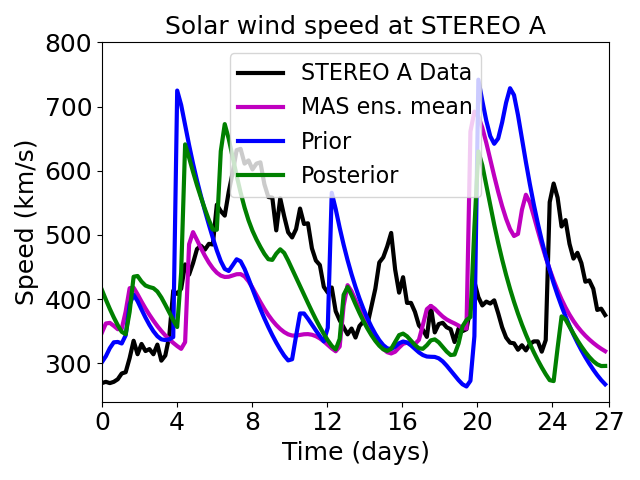 Solar wind speed at STEREO A
Speed (km/s)
800
700
600
500
400
300
STEREO A Data
MAS ens. mean
Prior
Posterior
0 4 8 12 16 20 24 27
Time (days)